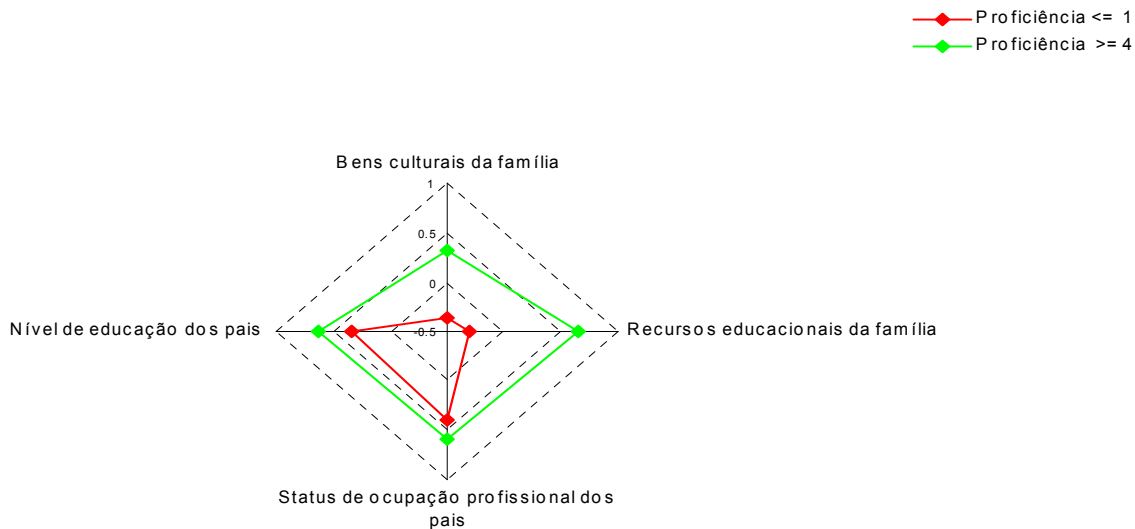 Proficiência <= 1
Proficiência >= 4
Bens culturais da família
1
0.5
0
Nível de educação dos pais
-0.5
Recursos educacionais da família
Status de ocupação profissional dos
pais